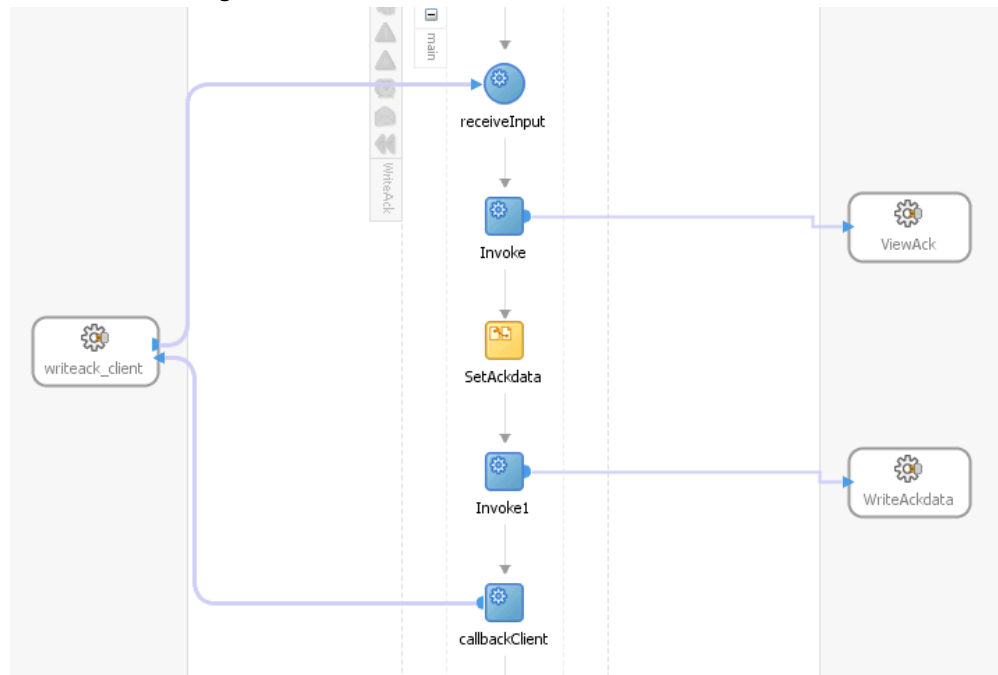 main
receiveInput
WriteAck
Invoke
ViewAck
writeack_client
SetAckdata
Invoke1
WriteAckdata
callbackClient